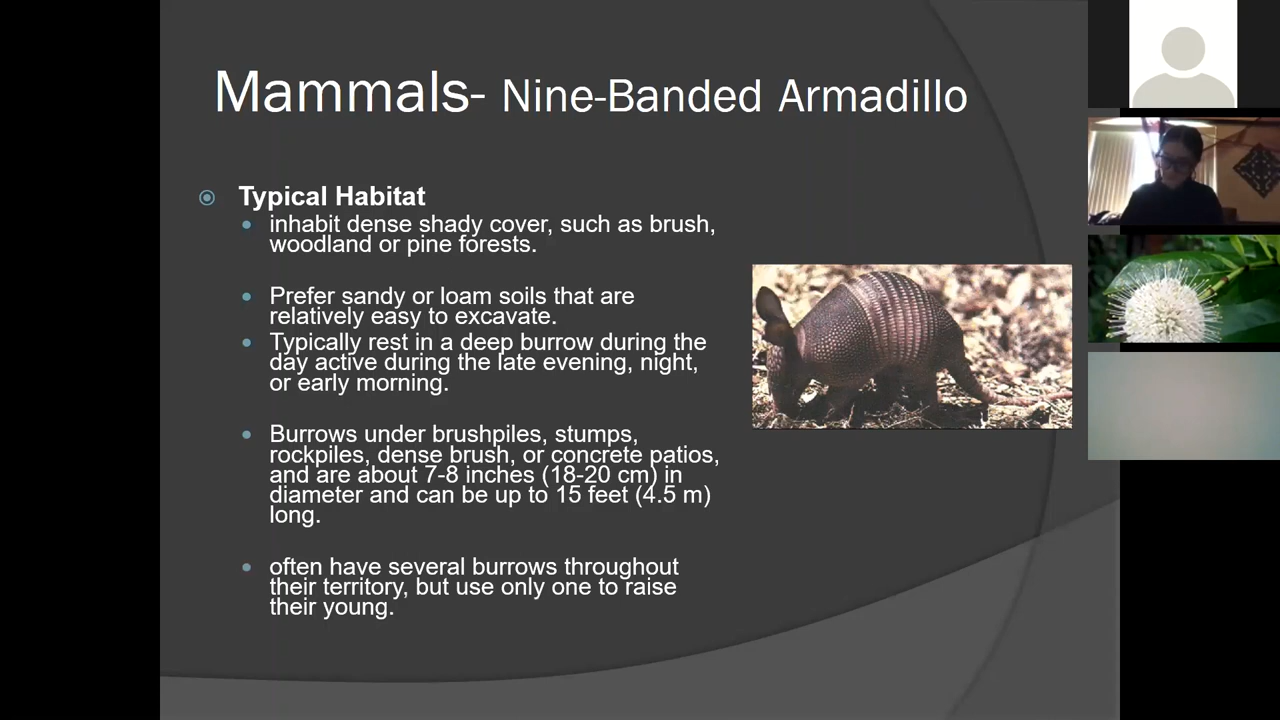 Mammals- Nine-Banded Armadillo
Typical Habitat
inhabit dense shady cover, such as brush,
woodland or pine forests.
Prefer sandy or loam soils that are
relatively easy to excavate.
Typically rest in a deep burrow during the
day active during the late evening, night,
or early morning.
Burrows under brushpiles, stumps,
rockpiles, dense brush, or concrete patios,
and are about 7-8 inches (18-20 cm) in
diameter and can be up to 15 feet (4.5 m)
long.
often have several burrows throughout
their territory, but use only one to raise
their young.